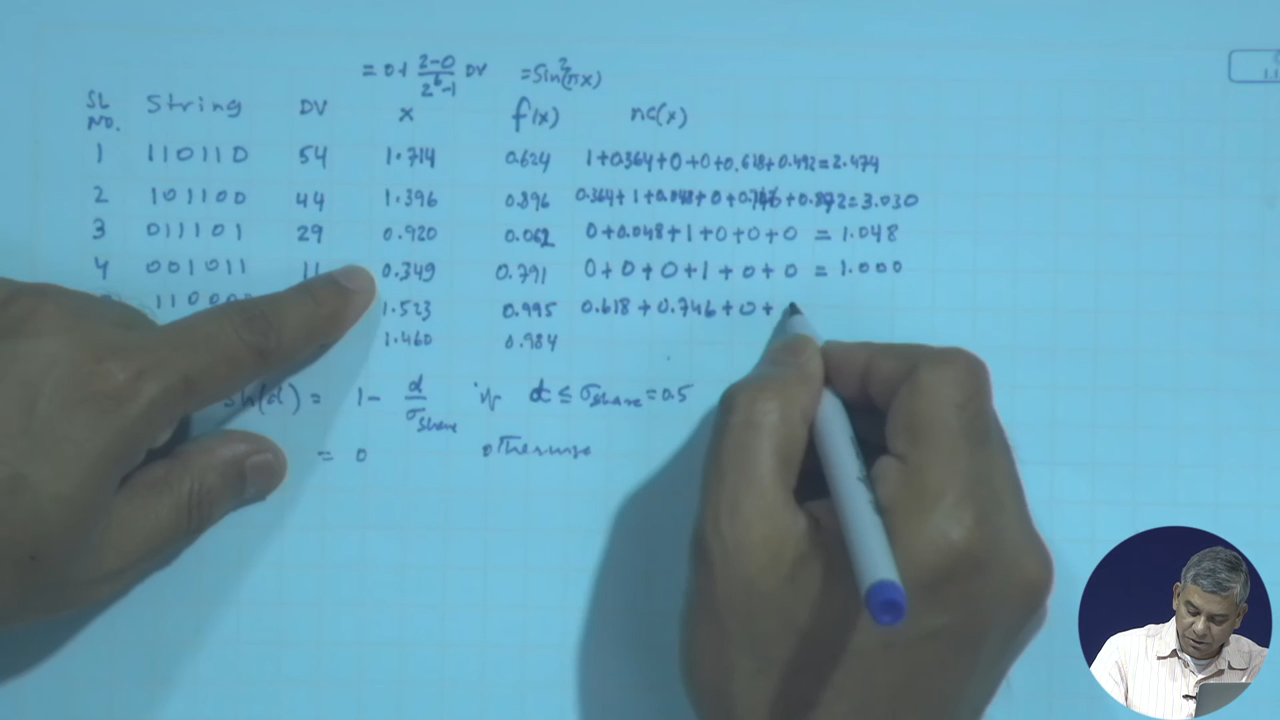 = 0 + 2-0/2^6-1 DV = Sin²(πx)
SL NO. String DV x f(x) nc(x)
1 110110 54 1.714 0.624 1+0.364+0+0+0.618+0.492=2.474
2 101100 44 1.396 0.896 0.364+1+0.048+0+0.746+0.872=3.030
3 011101 29 0.920 0.062 0+0.048+1+0+0+0 = 1.048
4 001011 11 0.349 0.791 0+0+0+1+0+0 = 1.000
1100 1.523 0.995 0.618+0.746+0+
1.460 0.984
Sh(d) = 1 - d/σshare if d ≤ σshare = 0.5
= 0 otherwise